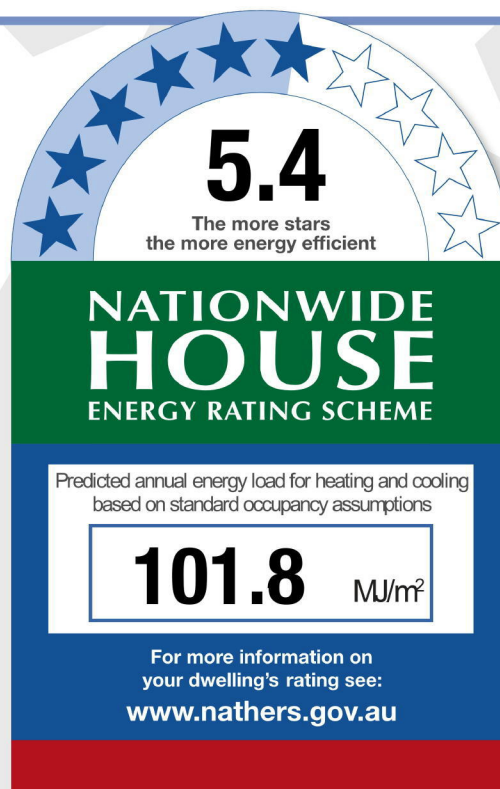 5.4
The more stars
the more energy efficient
NATIONWIDE
HOUSE
ENERGY RATING SCHEME
Predicted annual energy load for heating and cooling
based on standard occupancy assumptions
101.8 MJ/m²
For more information on
your dwelling's rating see:
www.nathers.gov.au